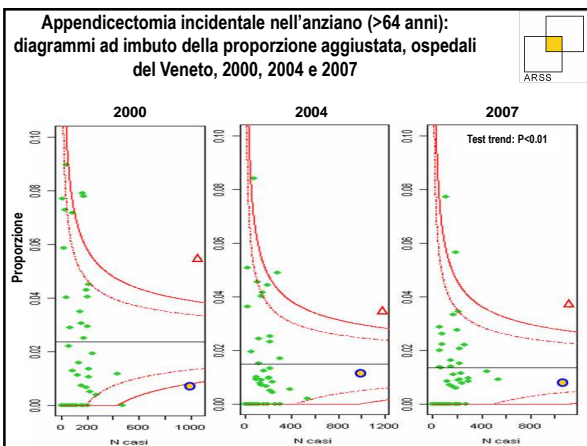 Appendicectomia incidentale nell'anziano (>64 anni):
diagrammi ad imbuto della proporzione aggiustata, ospedali
del Veneto, 2000, 2004 e 2007
ARSS
2000
2004
2007
Test trend: P<0.01
Proporzione
0.10
0.08
0.06
0.04
0.02
0.00
0.10
0.08
0.06
0.04
0.02
0.00
0.10
0.08
0.06
0.04
0.02
0.00
0 200 600 1000
0 400 800 1200
0 400 800
N casi
N casi
N casi